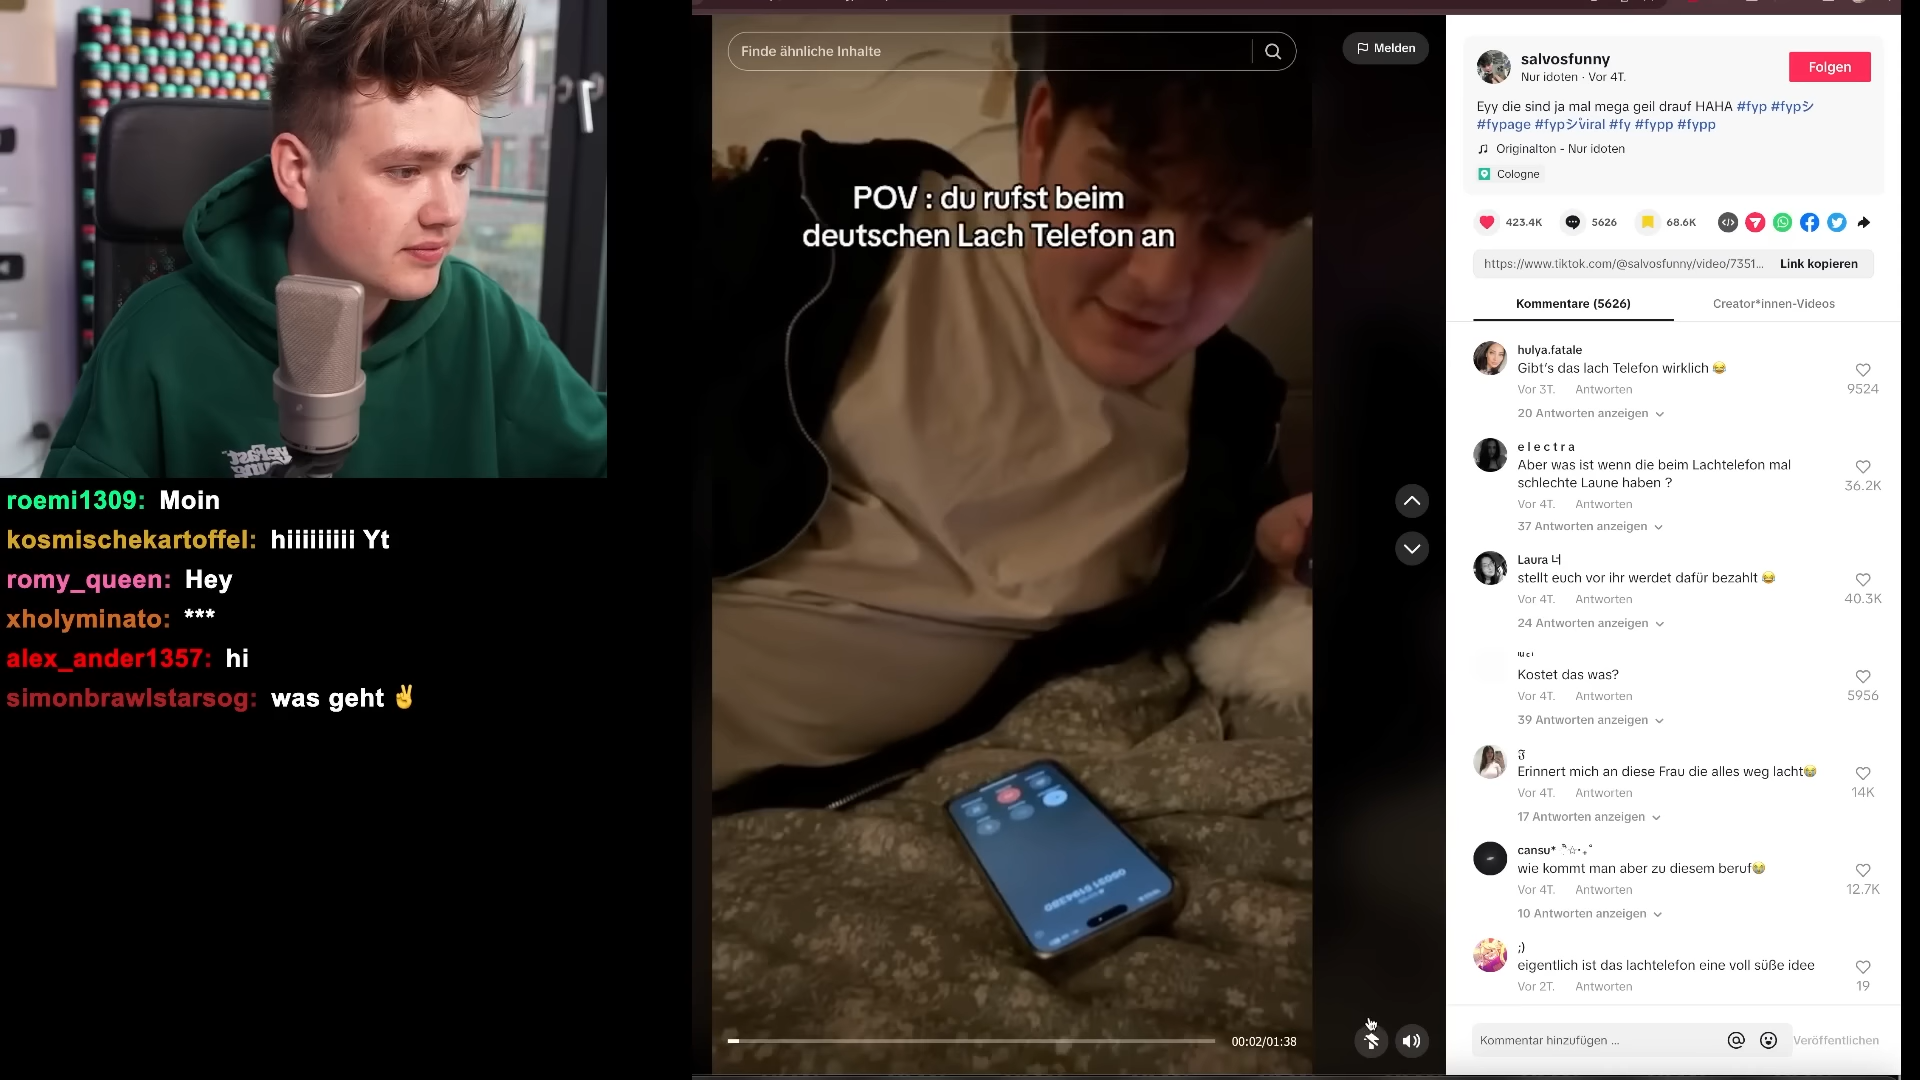 roemi1309: Moin
kosmischekartoffel: hiiiiiiiii Yt
romy_queen: Hey
xholyminato: ***
alex_ander1357: hi
simonbrawlstarsog: was geht ✌
Finde ähnliche Inhalte
Melden
POV : du rufst beim
deutschen Lach Telefon an
00:02/01:38
salvosfunny
Nur idoten · Vor 4T.
Folgen
Eyy die sind ja mal mega geil drauf HAHA #fyp #fypシ
#fypage #fypシ゚viral #fy #fypp #fypp
Originalton - Nur idoten
Cologne
423.4K 5626 68.6K
https://www.tiktok.com/@salvosfunny/video/7351...
Link kopieren
Kommentare (5626)
Creator*innen-Videos
hulya.fatale
Gibt's das lach Telefon wirklich 😂
9524
Vor 3T. Antworten
20 Antworten anzeigen
e l e c t r a
Aber was ist wenn die beim Lachtelefon mal
schlechte Laune haben ?
36.2K
Vor 4T. Antworten
37 Antworten anzeigen
Laura 너
stellt euch vor ihr werdet dafür bezahlt 😂
40.3K
Vor 4T. Antworten
24 Antworten anzeigen
Kostet das was?
5956
Vor 4T. Antworten
39 Antworten anzeigen
Erinnert mich an diese Frau die alles weg lacht😭
14K
Vor 4T. Antworten
17 Antworten anzeigen
cansu*
wie kommt man aber zu diesem beruf😭
12.7K
Vor 4T. Antworten
10 Antworten anzeigen
;)
eigentlich ist das lachtelefon eine voll süße idee
19
Vor 2T. Antworten
Kommentar hinzufügen ...
Veröffentlichen